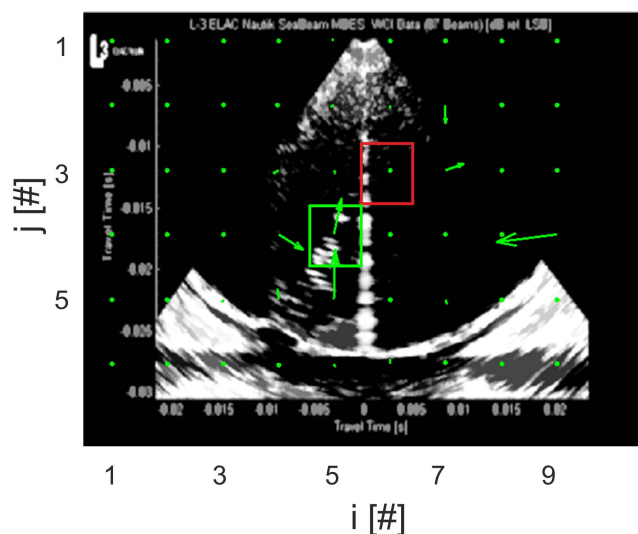 L-3 ELAC Nautik SeaBeam MBES WCI Data (87 Beams) [dB rel. LSB]
L3
1
3
5
j [#]
-0.005
-0.01
-0.015
-0.02
-0.025
-0.03
Travel Time [s]
-0.02 -0.015 -0.01 -0.005 0 0.005 0.01 0.015 0.02
Travel Time [s]
1 3 5 7 9
i [#]